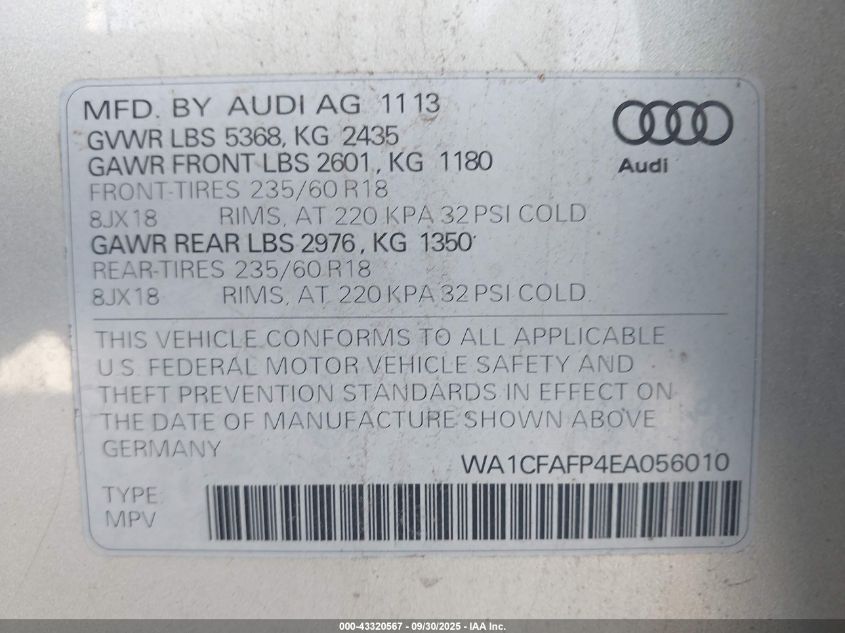 MFD. BY AUDI AG 11 13
GVWR LBS 5368, KG 2435
GAWR FRONT LBS 2601, KG 1180
FRONT-TIRES 235/60 R18
8JX18 RIMS, AT 220 KPA 32 PSI COLD
GAWR REAR LBS 2976, KG 1350
REAR-TIRES 235/60 R18
8JX18 RIMS, AT 220 KPA 32 PSI COLD
Audi
THIS VEHICLE CONFORMS TO ALL APPLICABLE
U.S. FEDERAL MOTOR VEHICLE SAFETY AND
THEFT PREVENTION STANDARDS IN EFFECT ON
THE DATE OF MANUFACTURE SHOWN ABOVE
GERMANY
WA1CFAFP4EA056010
TYPE:
MPV
000-43320567 - 09/30/2025 - IAA Inc.